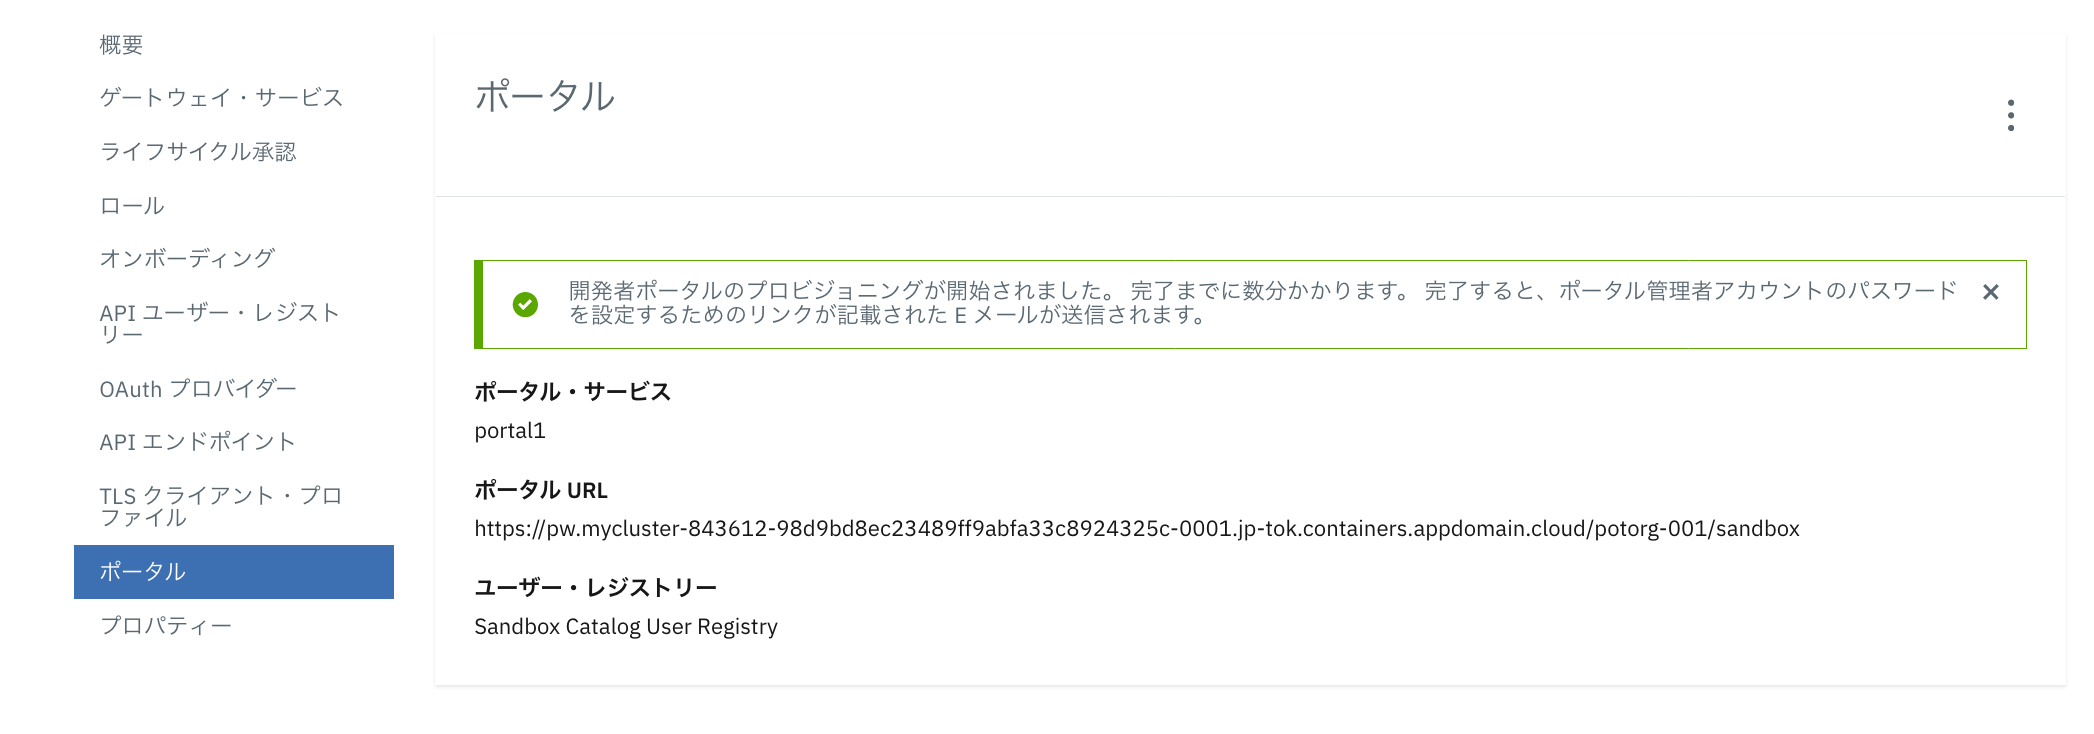 概要
ゲートウェイ・サービス
ライフサイクル承認
ロール
オンボーディング
API ユーザー・レジスト
リー
OAuth プロバイダー
API エンドポイント
TLS クライアント・プロ
ファイル
ポータル
プロパティー
ポータル
開発者ポータルのプロビジョニングが開始されました。 完了までに数分かかります。 完了すると、ポータル管理者アカウントのパスワード
を設定するためのリンクが記載された E メールが送信されます。
ポータル・サービス
portal1
ポータル URL
https://pw.mycluster-843612-98d9bd8ec23489ff9abfa33c8924325c-0001.jp-tok.containers.appdomain.cloud/potorg-001/sandbox
ユーザー・レジストリー
Sandbox Catalog User Registry